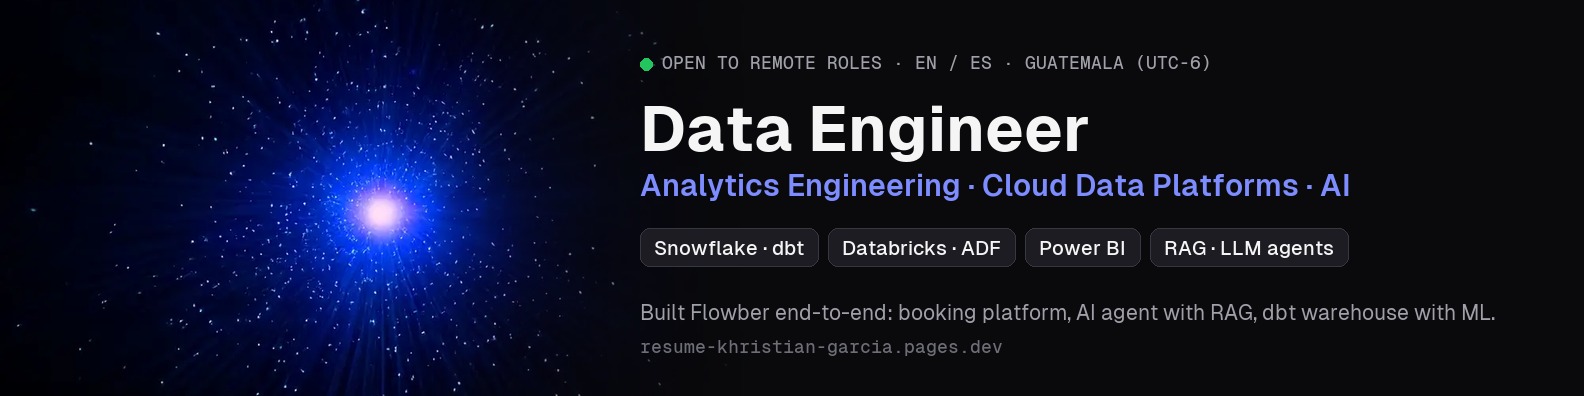 OPEN TO REMOTE ROLES · EN / ES · GUATEMALA (UTC-6)
Data Engineer
Analytics Engineering · Cloud Data Platforms · AI
Snowflake · dbt Databricks · ADF Power BI RAG · LLM agents
Built Flowber end-to-end: booking platform, AI agent with RAG, dbt warehouse with ML.
resume-khristian-garcia.pages.dev